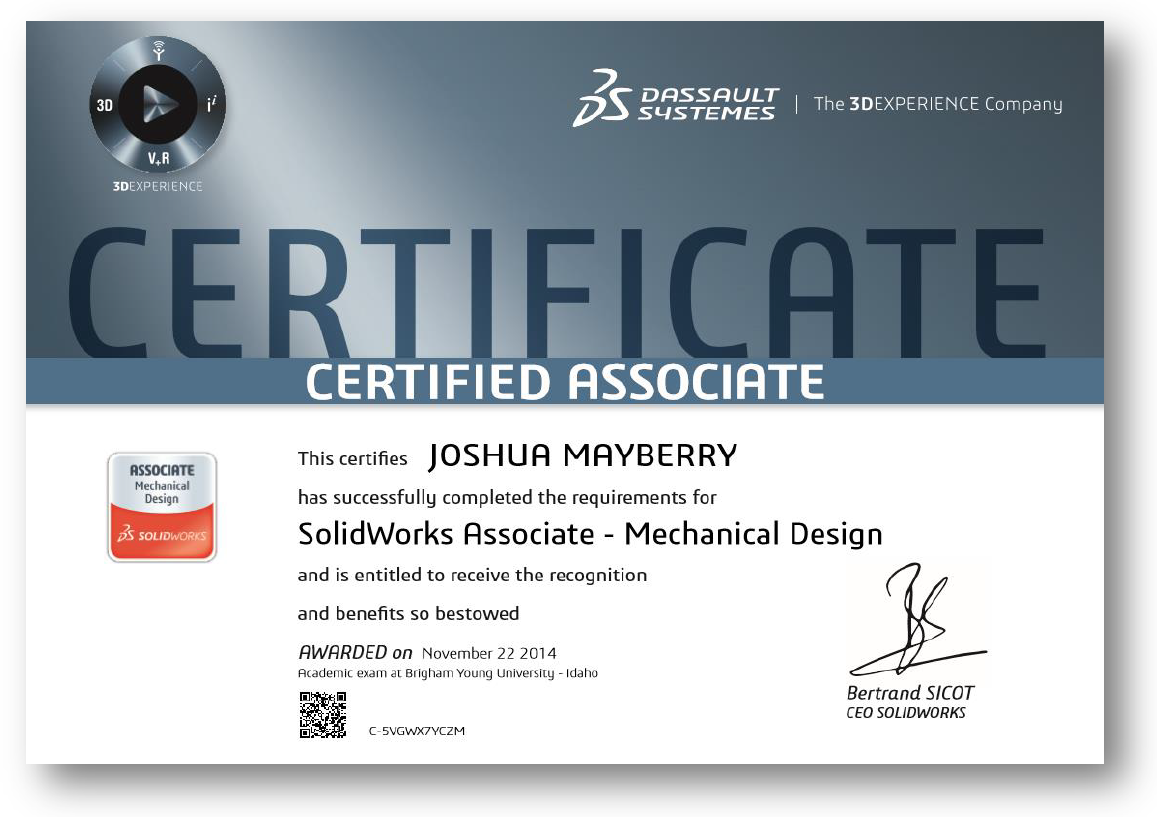 3D
i i
V+R
3DEXPERIENCE
3DS DASSAULT SYSTEMES | The 3DEXPERIENCE Company
CERTIFICATE
CERTIFIED ASSOCIATE
ASSOCIATE
Mechanical
Design
3DS SOLIDWORKS
This certifies JOSHUA MAYBERRY
has successfully completed the requirements for
SolidWorks Associate - Mechanical Design
and is entitled to receive the recognition
and benefits so bestowed
AWARDED on November 22 2014
Academic exam at Brigham Young University - Idaho
C-5VGWX7YCZM
Bertrand SICOT
CEO SOLIDWORKS